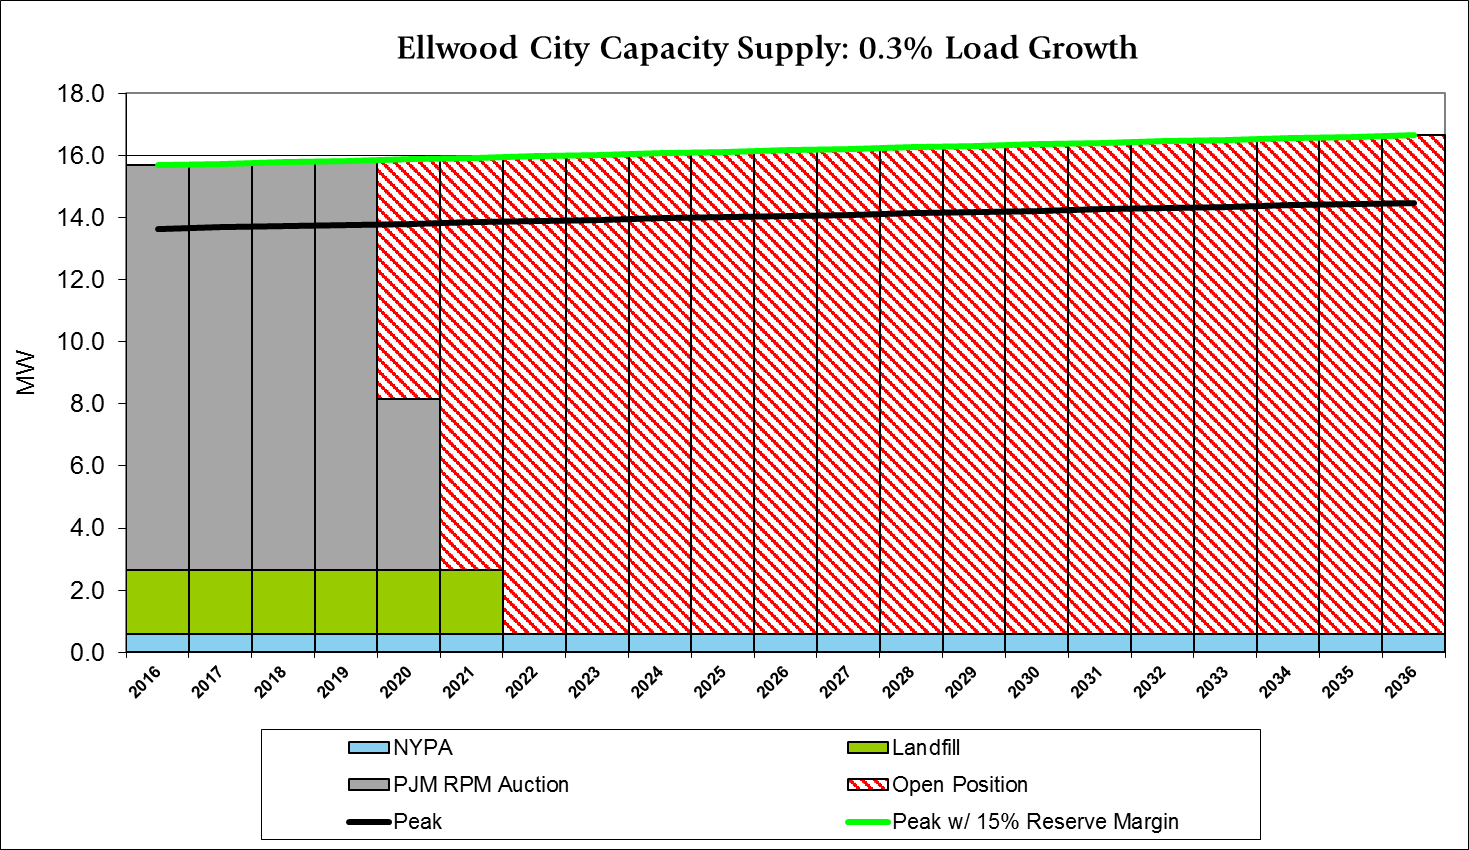 Ellwood City Capacity Supply: 0.3% Load Growth
18.0
16.0
14.0
12.0
10.0
8.0
6.0
4.0
2.0
0.0
MW
2016 2017 2018 2019 2020 2021 2022 2023 2024 2025 2026 2027 2028 2029 2030 2031 2032 2033 2034 2035 2036
NYPA Landfill
PJM RPM Auction Open Position
Peak Peak w/ 15% Reserve Margin